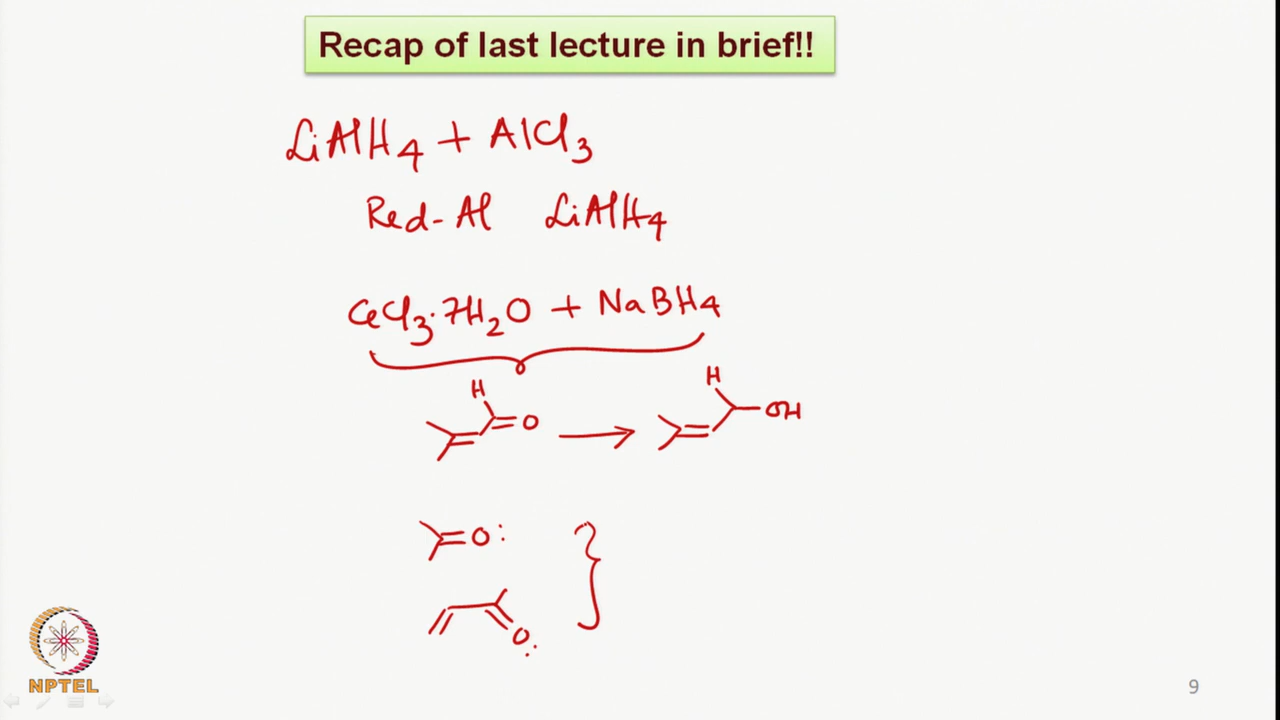 Recap of last lecture in brief!!
LiAlH4 + AlCl3
Red-Al LiAlH4
CeCl3·7H2O + NaBH4
H
H
O
OH
O:
O:
NPTEL
9